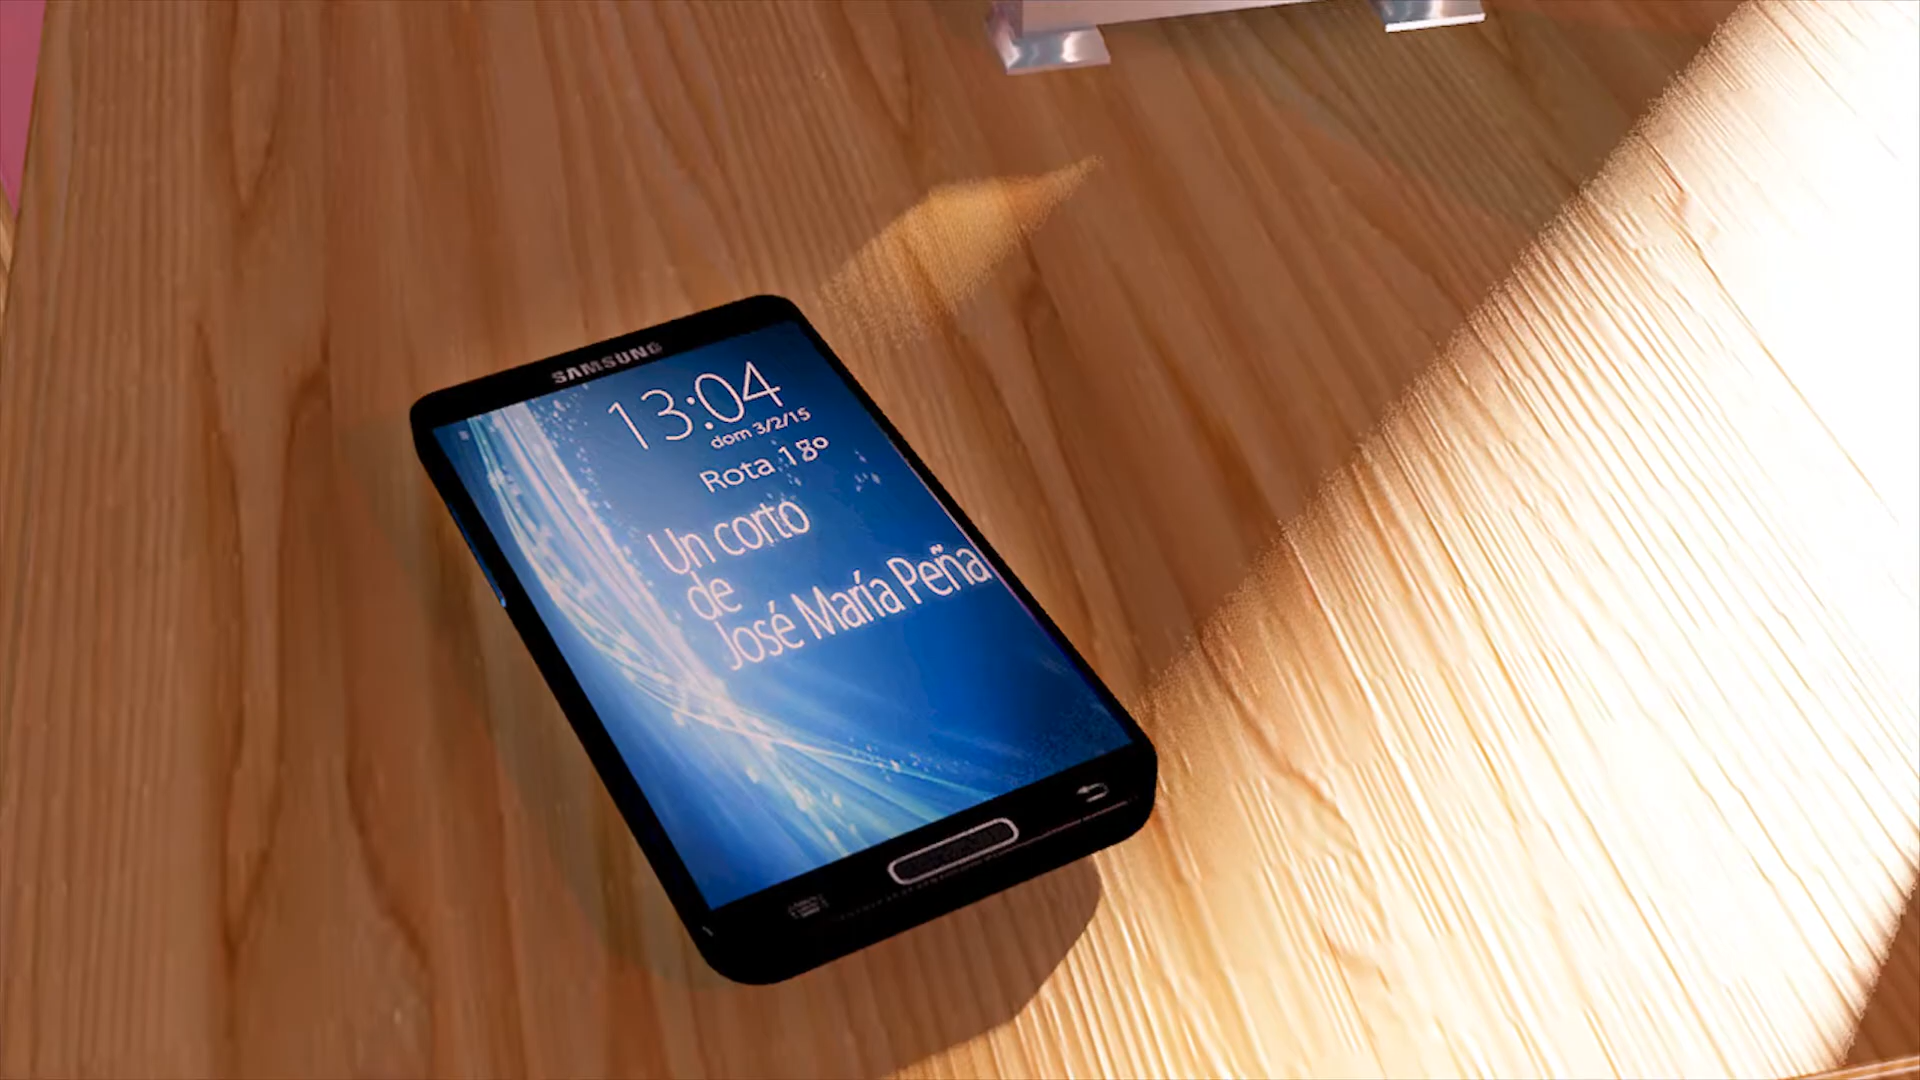 SAMSUNG
13:04
dom 3/2/15
Rota 18º
Un corto
de
José María Peña